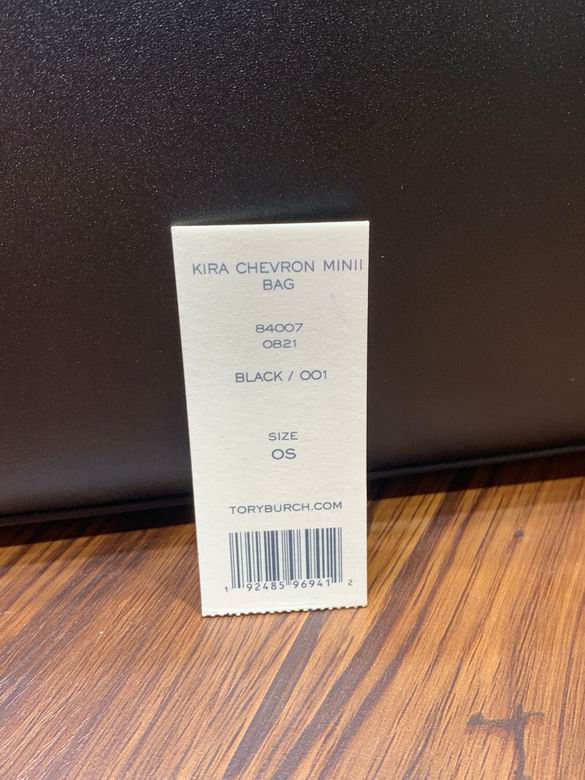 KIRA CHEVRON MINII
BAG
84007
0821
BLACK / 001
SIZE
OS
TORYBURCH.COM
1 92485 96941 2